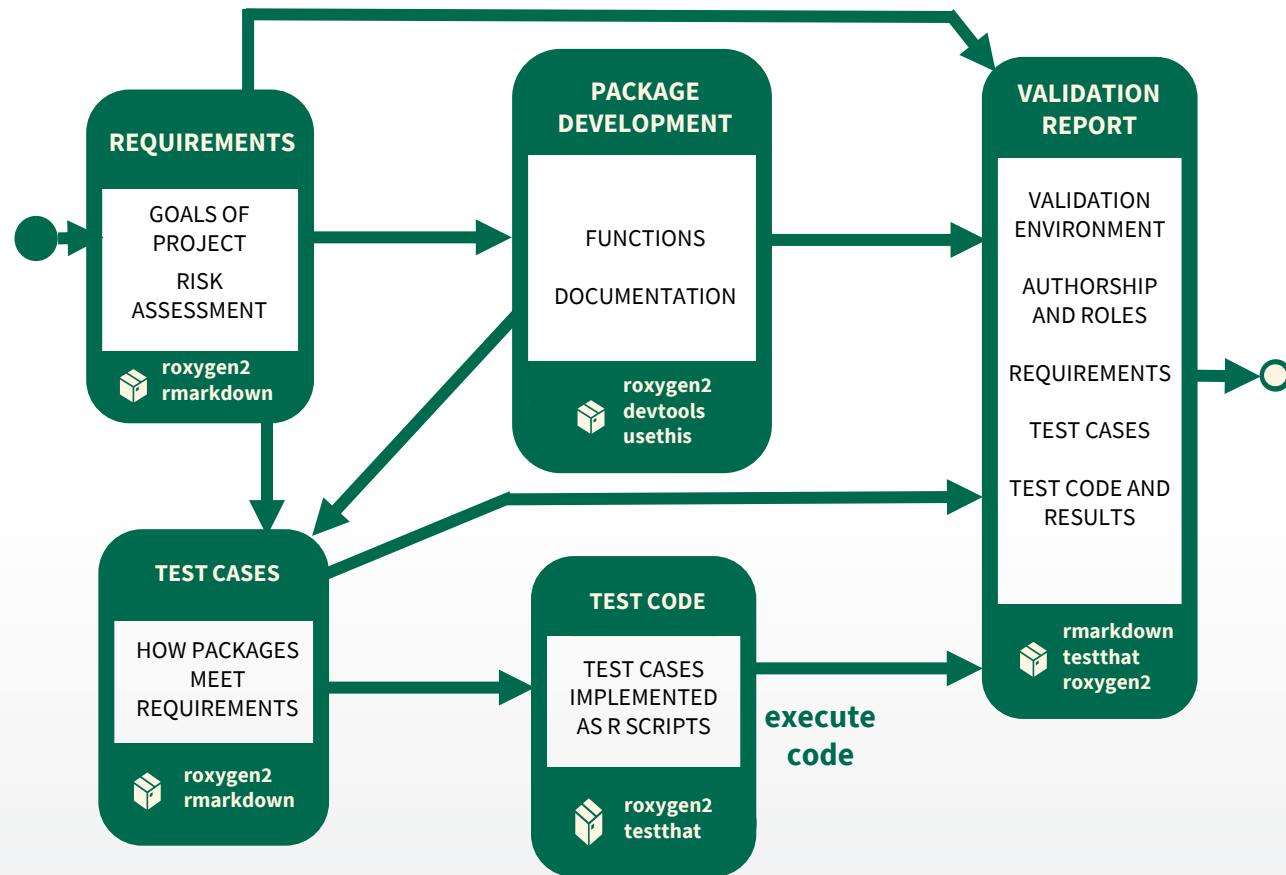 REQUIREMENTS
GOALS OF
PROJECT
RISK
ASSESSMENT
roxygen2
rmarkdown
PACKAGE
DEVELOPMENT
FUNCTIONS
DOCUMENTATION
roxygen2
devtools
usethis
VALIDATION
REPORT
VALIDATION
ENVIRONMENT
AUTHORSHIP
AND ROLES
REQUIREMENTS
TEST CASES
TEST CODE AND
RESULTS
rmarkdown
testthat
roxygen2
TEST CASES
HOW PACKAGES
MEET
REQUIREMENTS
roxygen2
rmarkdown
TEST CODE
TEST CASES
IMPLEMENTED
AS R SCRIPTS
roxygen2
testthat
execute
code